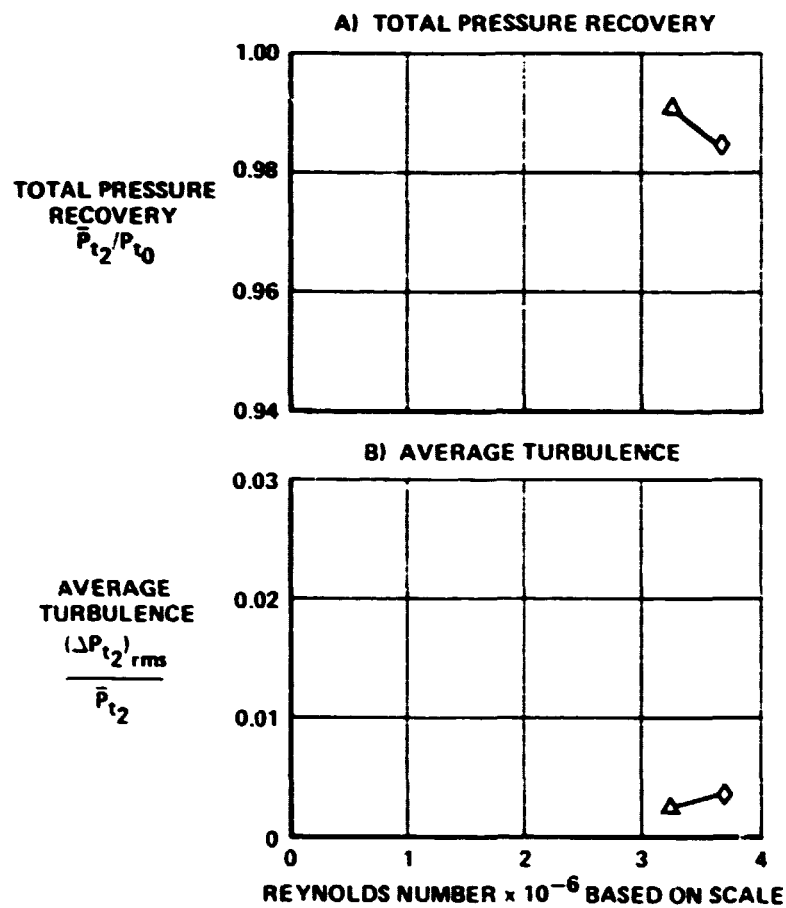 A) TOTAL PRESSURE RECOVERY
1.00
0.98
0.96
0.94
TOTAL PRESSURE
RECOVERY
P̄t2/Pt0
B) AVERAGE TURBULENCE
0.03
0.02
0.01
0
AVERAGE
TURBULENCE
(ΔPt2)rms
P̄t2
0 1 2 3 4
REYNOLDS NUMBER x 10−6 BASED ON SCALE